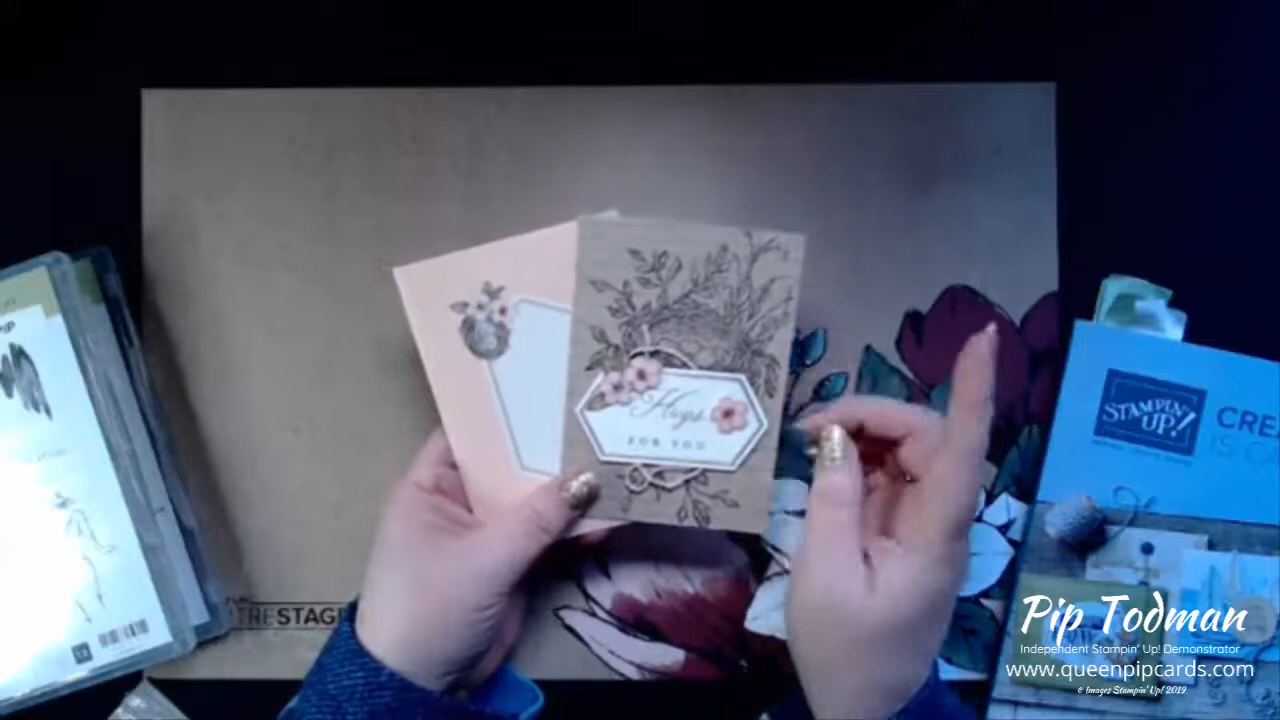 Hugs
FOR YOU
STAMPIN' UP!
CRE
TRESTAGE
Pip Todman
Independent Stampin' Up! Demonstrator
www.queenpipcards.com
© Images Stampin' Up! 2019